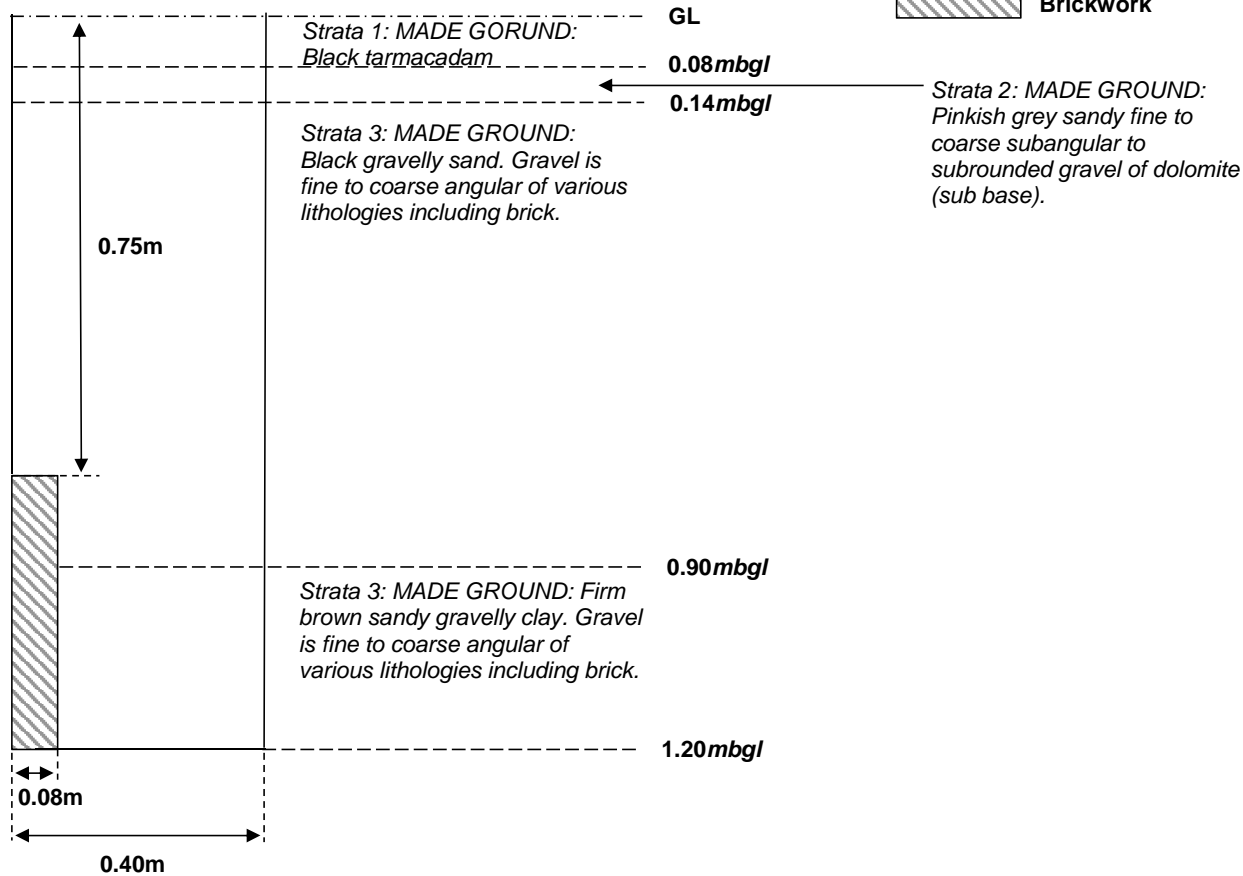 Brickwork
GL
Strata 1: MADE GORUND:
Black tarmacadam
0.08mbgl
Strata 2: MADE GROUND:
Pinkish grey sandy fine to
coarse subangular to
subrounded gravel of dolomite
(sub base).
0.14mbgl
Strata 3: MADE GROUND:
Black gravelly sand. Gravel is
fine to coarse angular of various
lithologies including brick.
0.75m
0.90mbgl
Strata 3: MADE GROUND: Firm
brown sandy gravelly clay. Gravel
is fine to coarse angular of
various lithologies including brick.
1.20mbgl
0.08m
0.40m